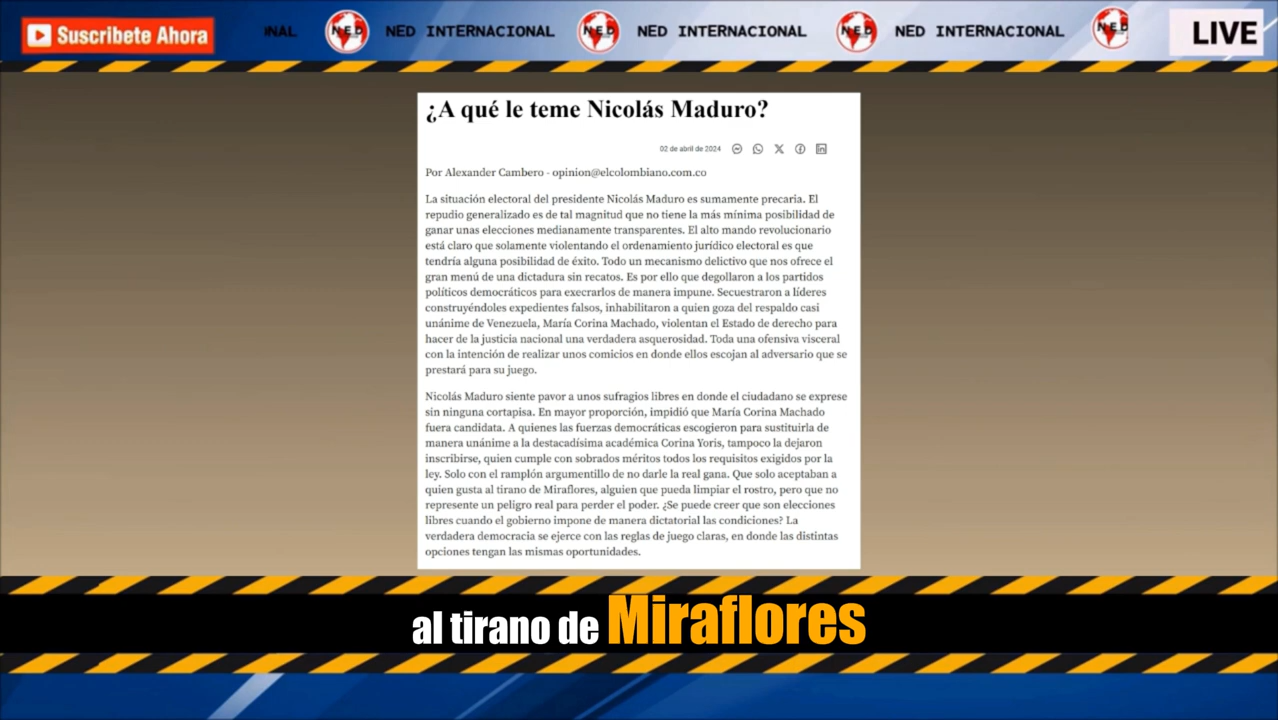 Suscribete Ahora
NAL
NED
NED INTERNACIONAL
NED
NED INTERNACIONAL
NED
NED INTERNACIONAL
LIVE
¿A qué le teme Nicolás Maduro?
02 de abril de 2024
Por Alexander Cambero - opinion@elcolombiano.com.co
La situación electoral del presidente Nicolás Maduro es sumamente precaria. El
repudio generalizado es de tal magnitud que no tiene la más mínima posibilidad de
ganar unas elecciones medianamente transparentes. El alto mando revolucionario
está claro que solamente violentando el ordenamiento jurídico electoral es que
tendría alguna posibilidad de éxito. Todo un mecanismo delictivo que nos ofrece el
gran menú de una dictadura sin recatos. Es por ello que degollaron a los partidos
políticos democráticos para execrarlos de manera impune. Secuestraron a líderes
construyéndoles expedientes falsos, inhabilitaron a quien goza del respaldo casi
unánime de Venezuela, María Corina Machado, violentan el Estado de derecho para
hacer de la justicia nacional una verdadera asquerosidad. Toda una ofensiva visceral
con la intención de realizar unos comicios en donde ellos escojan al adversario que se
prestará para su juego.
Nicolás Maduro siente pavor a unos sufragios libres en donde el ciudadano se exprese
sin ninguna cortapisa. En mayor proporción, impidió que María Corina Machado
fuera candidata. A quienes las fuerzas democráticas escogieron para sustituirla de
manera unánime a la destacadísima académica Corina Yoris, tampoco la dejaron
inscribirse, quien cumple con sobrados méritos todos los requisitos exigidos por la
ley. Solo con el ramplón argumentillo de no darle la real gana. Que solo aceptaban a
quien gusta al tirano de Miraflores, alguien que pueda limpiar el rostro, pero que no
represente un peligro real para perder el poder. ¿Se puede creer que son elecciones
libres cuando el gobierno impone de manera dictatorial las condiciones? La
verdadera democracia se ejerce con las reglas de juego claras, en donde las distintas
opciones tengan las mismas oportunidades.
al tirano de Miraflores